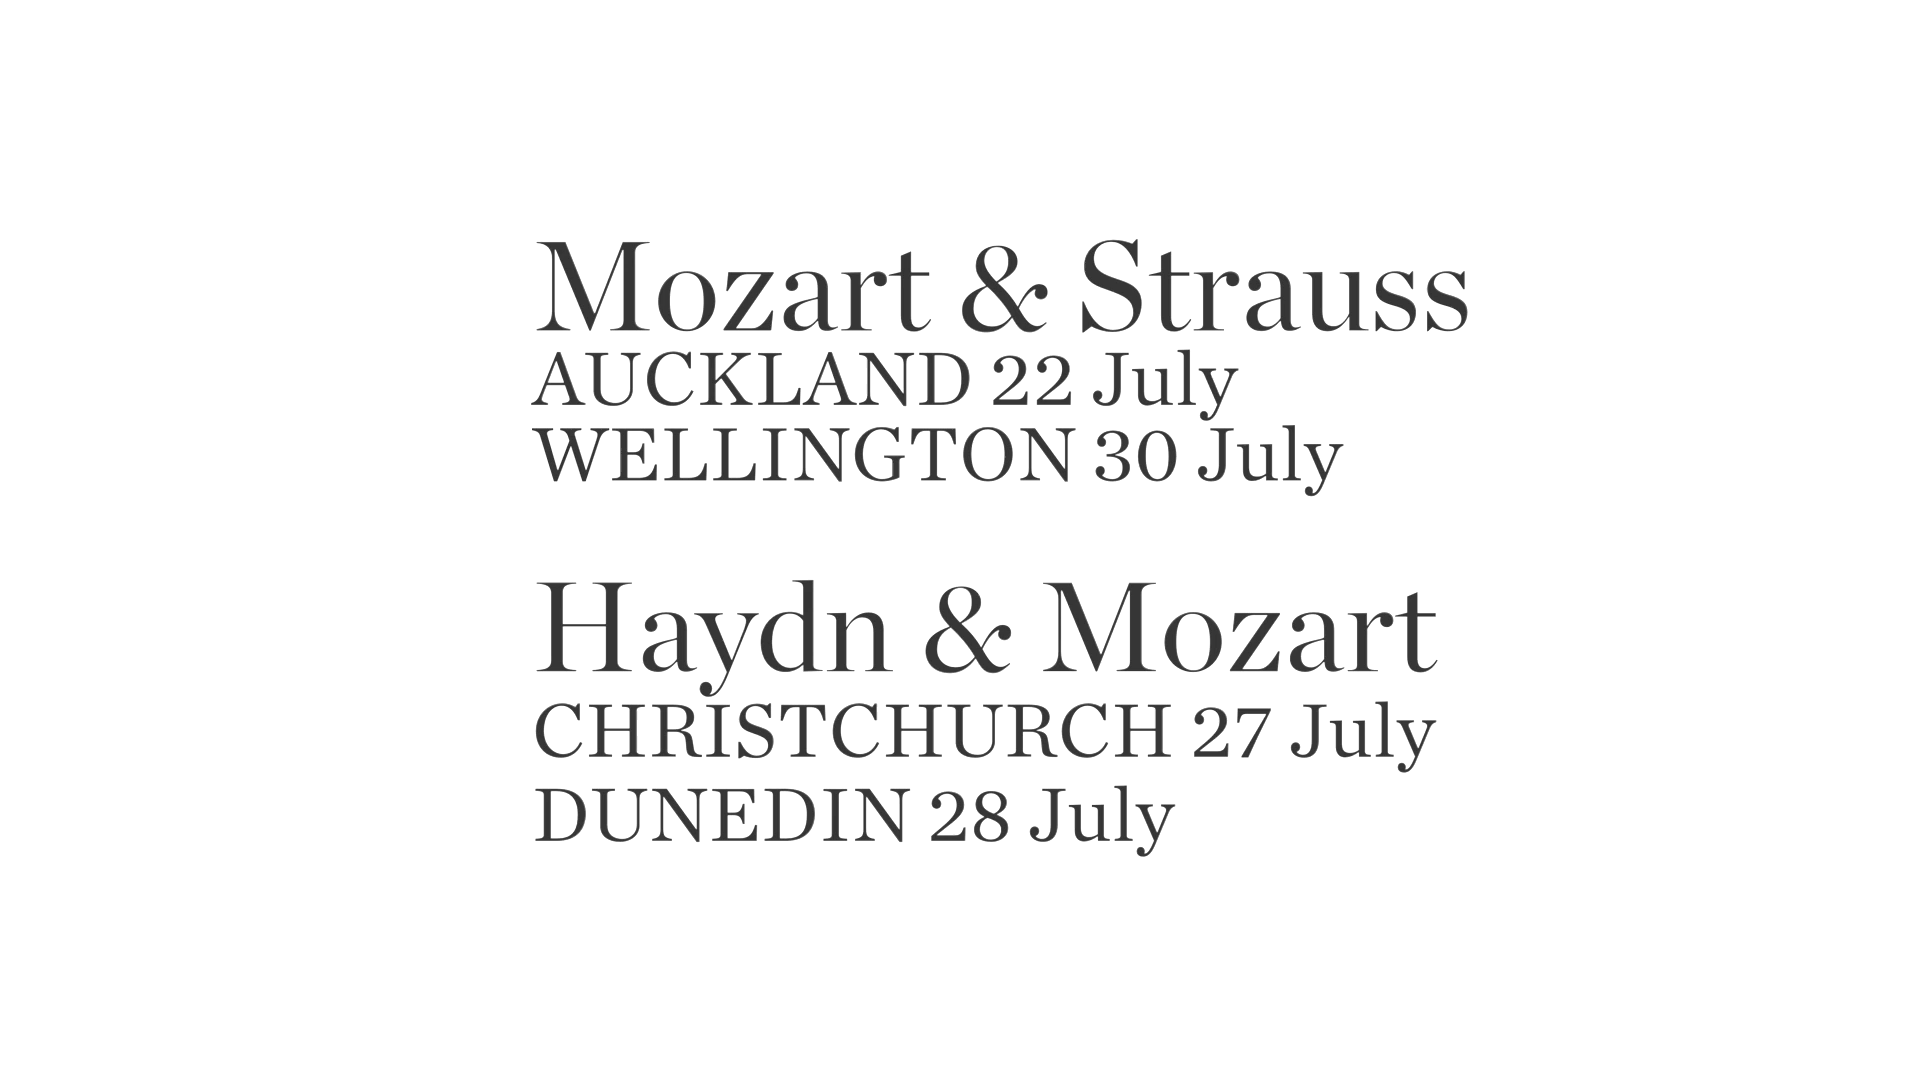 Mozart & Strauss
AUCKLAND 22 July
WELLINGTON 30 July
Haydn & Mozart
CHRISTCHURCH 27 July
DUNEDIN 28 July